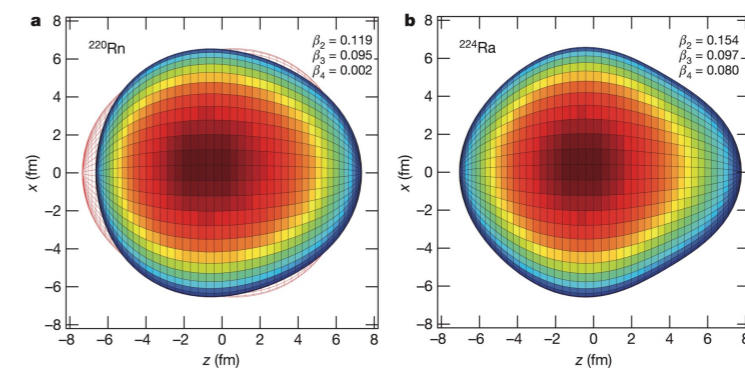 a
²²⁰Rn
β₂ = 0.119
β₃ = 0.095
β₄ = 0.002
8
6
4
2
0
−2
−4
−6
−8
x (fm)
−8 −6 −4 −2 0 2 4 6 8
z (fm)
b
²²⁴Ra
β₂ = 0.154
β₃ = 0.097
β₄ = 0.080
8
6
4
2
0
−2
−4
−6
−8
x (fm)
−8 −6 −4 −2 0 2 4 6
z (fm)